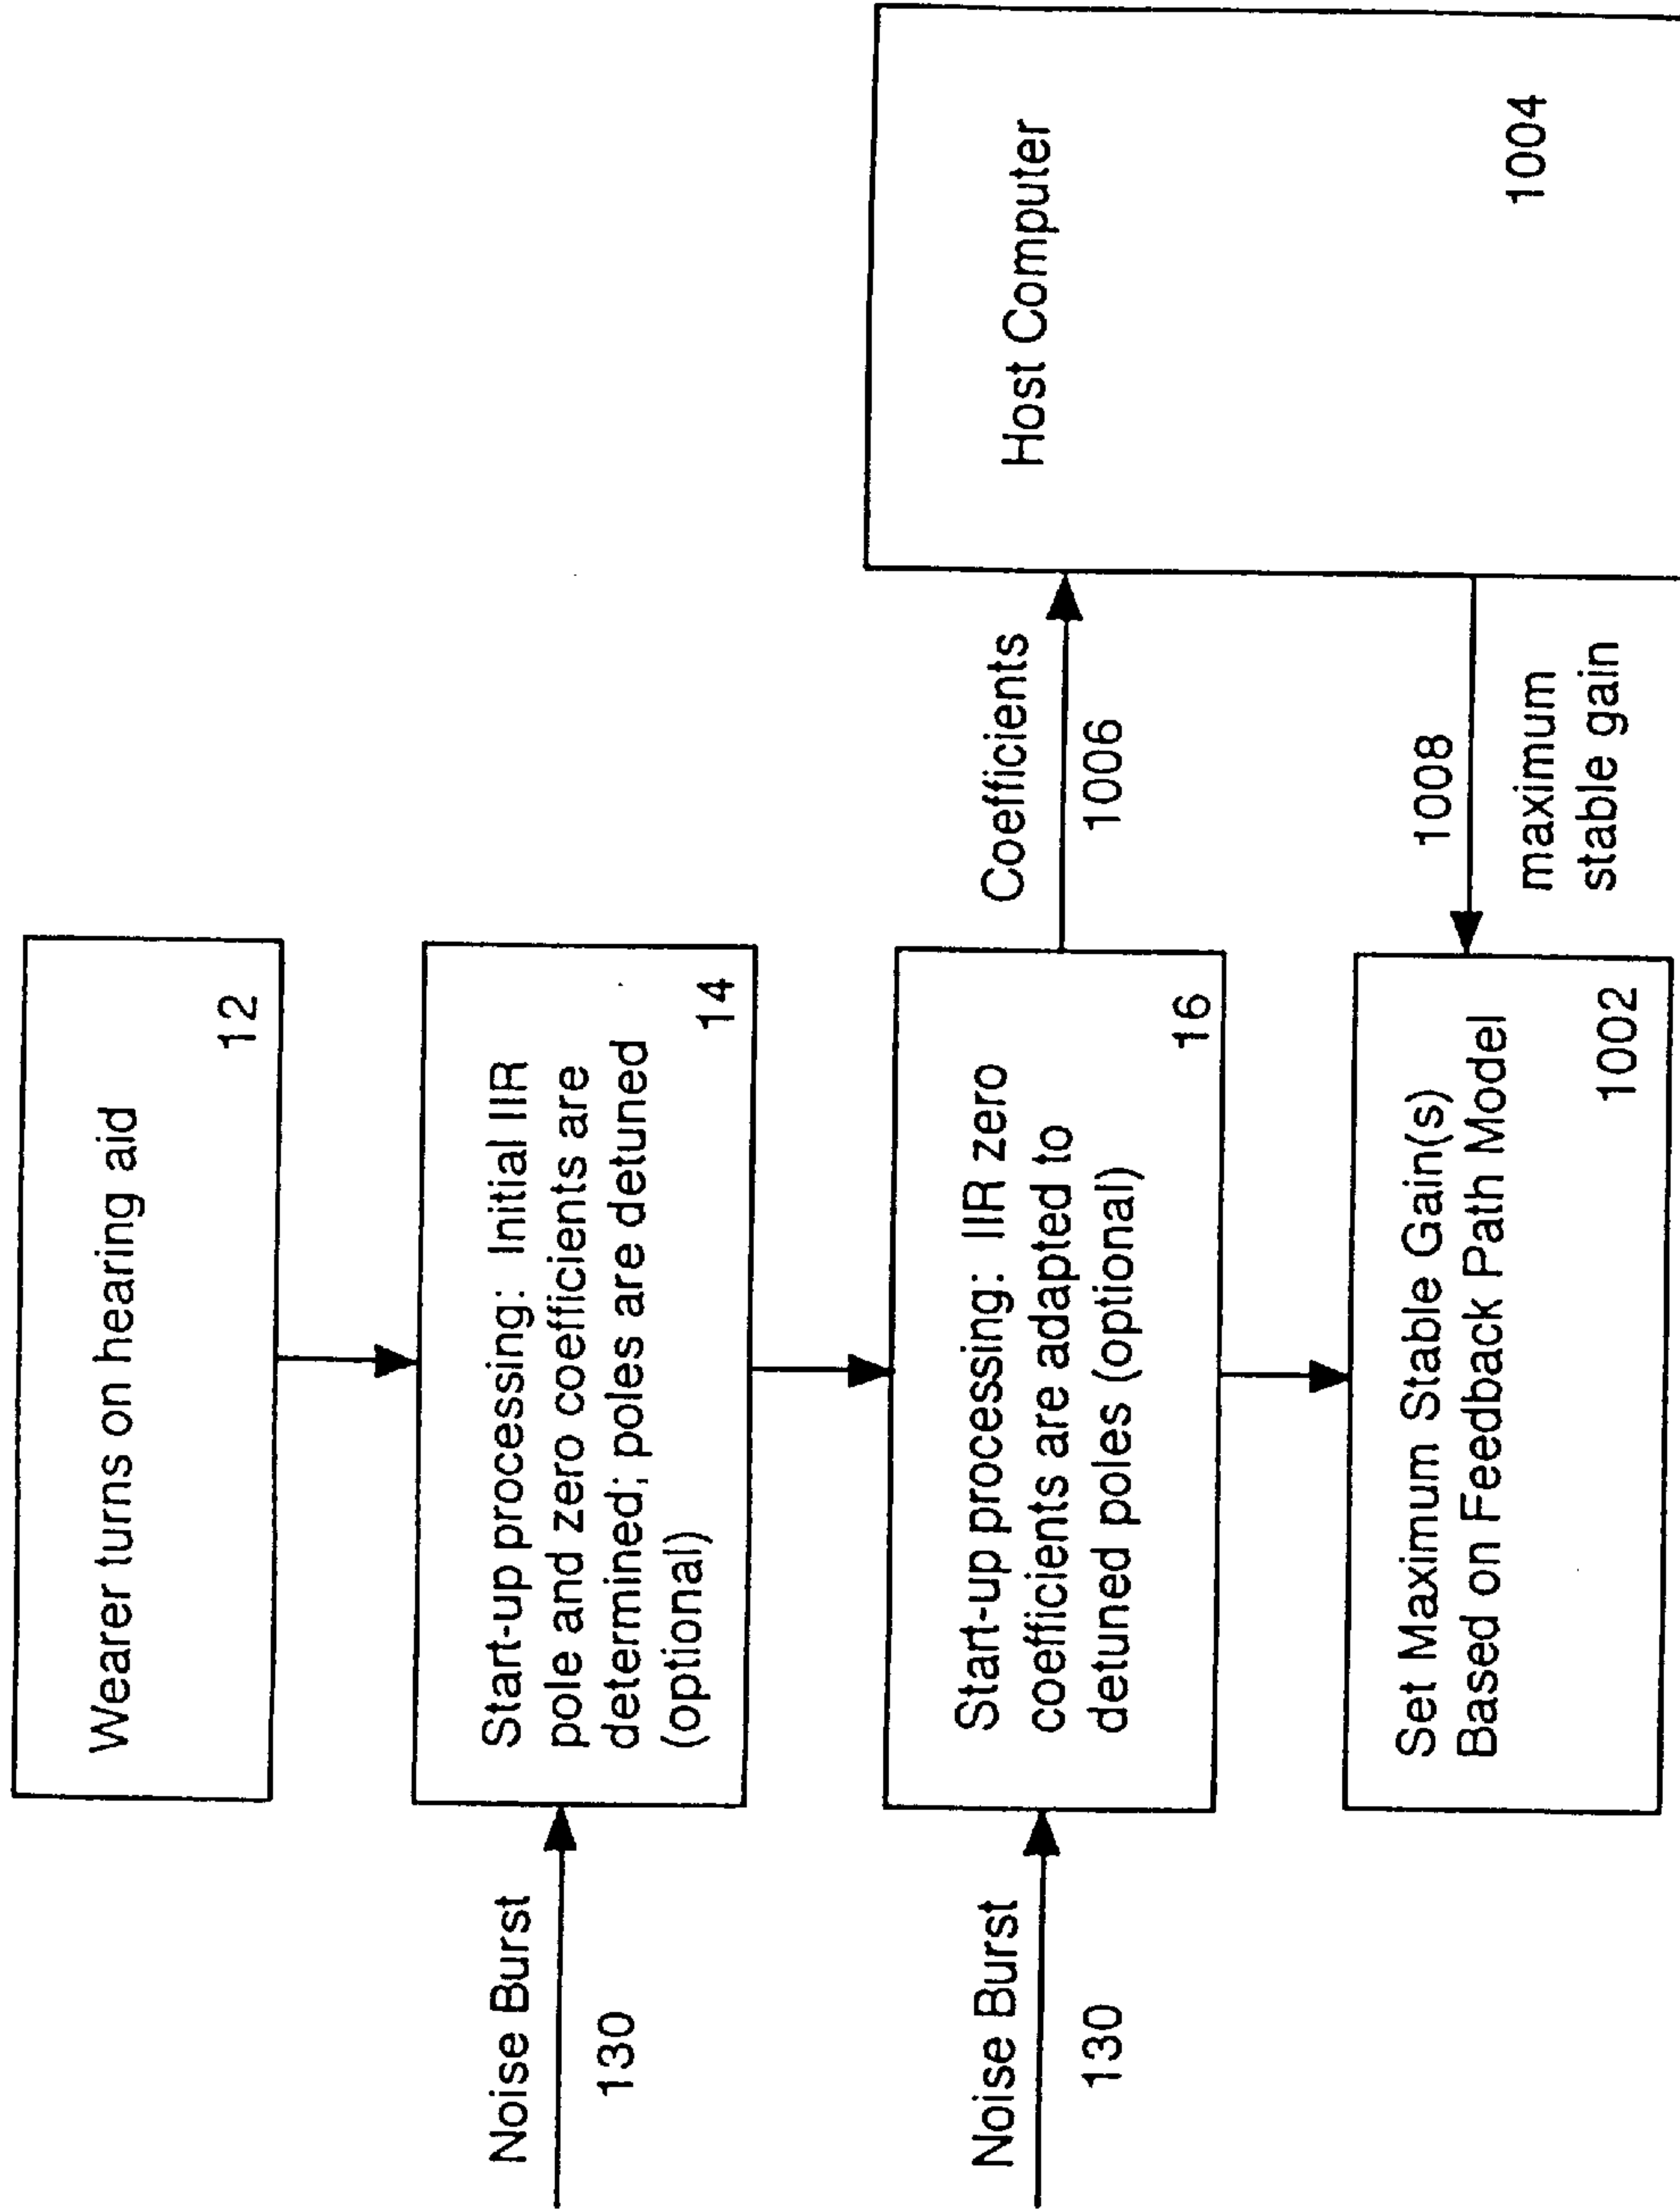 Wearer turns on hearing aid
12
Noise Burst
130
Start-up processing: Initial IIR
pole and zero coefficients are
determined; poles are detuned
(optional)
14
Noise Burst
130
Start-up processing: IIR zero
coefficients are adapted to
detuned poles (optional)
16
Coefficients
1006
Host Computer
1004
1008
maximum
stable gain
Set Maximum Stable Gain(s)
Based on Feedback Path Model
1002